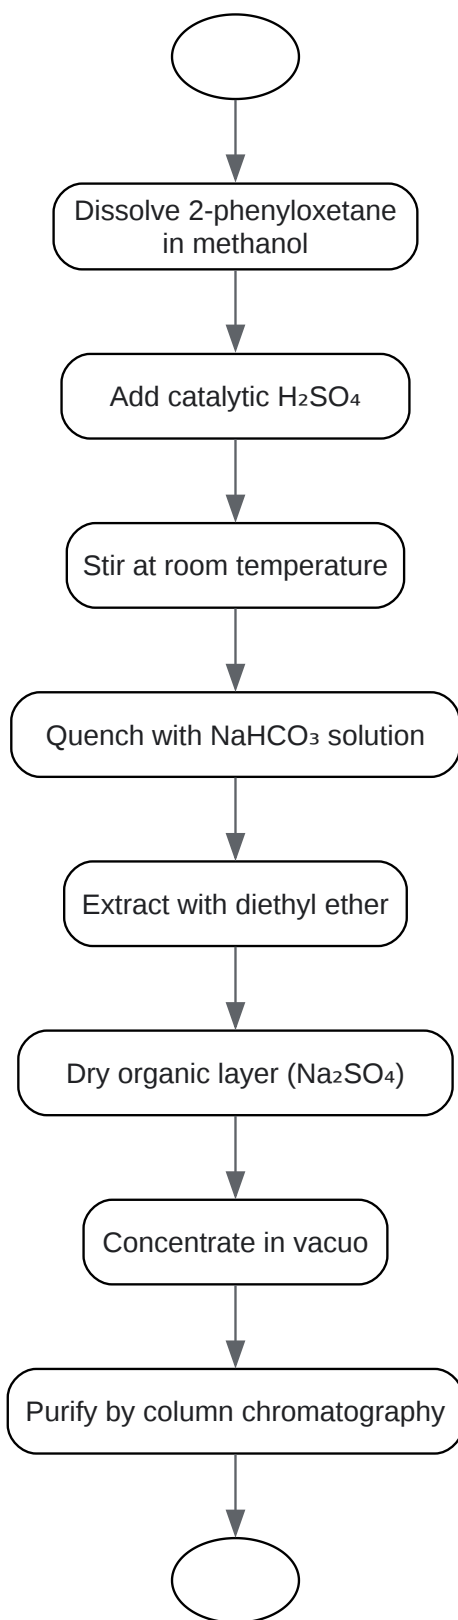 Dissolve 2-phenyloxetane
in methanol
Add catalytic H₂SO₄
Stir at room temperature
Quench with NaHCO₃ solution
Extract with diethyl ether
Dry organic layer (Na₂SO₄)
Concentrate in vacuo
Purify by column chromatography